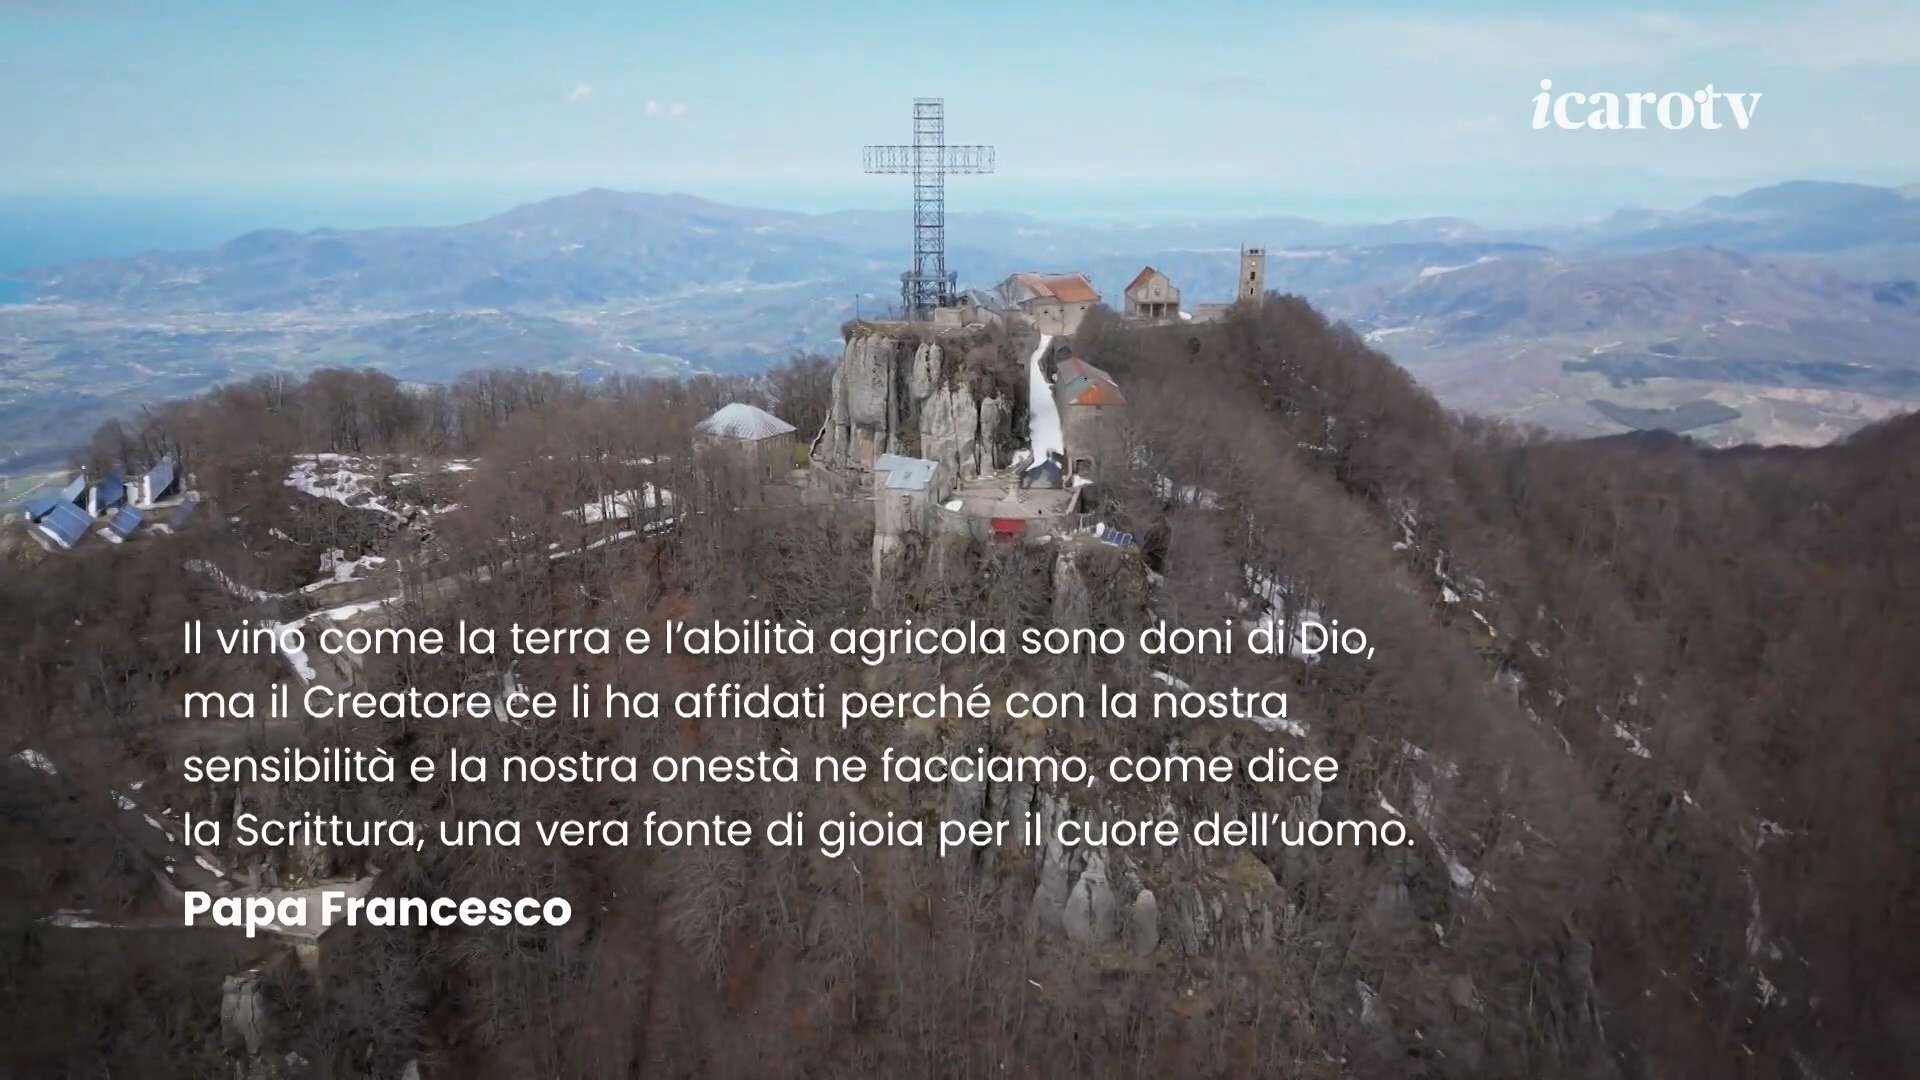 icarotv
Il vino come la terra e l’abilità agricola sono doni di Dio,
ma il Creatore ce li ha affidati perché con la nostra
sensibilità e la nostra onestà ne facciamo, come dice
la Scrittura, una vera fonte di gioia per il cuore dell’uomo.
Papa Francesco